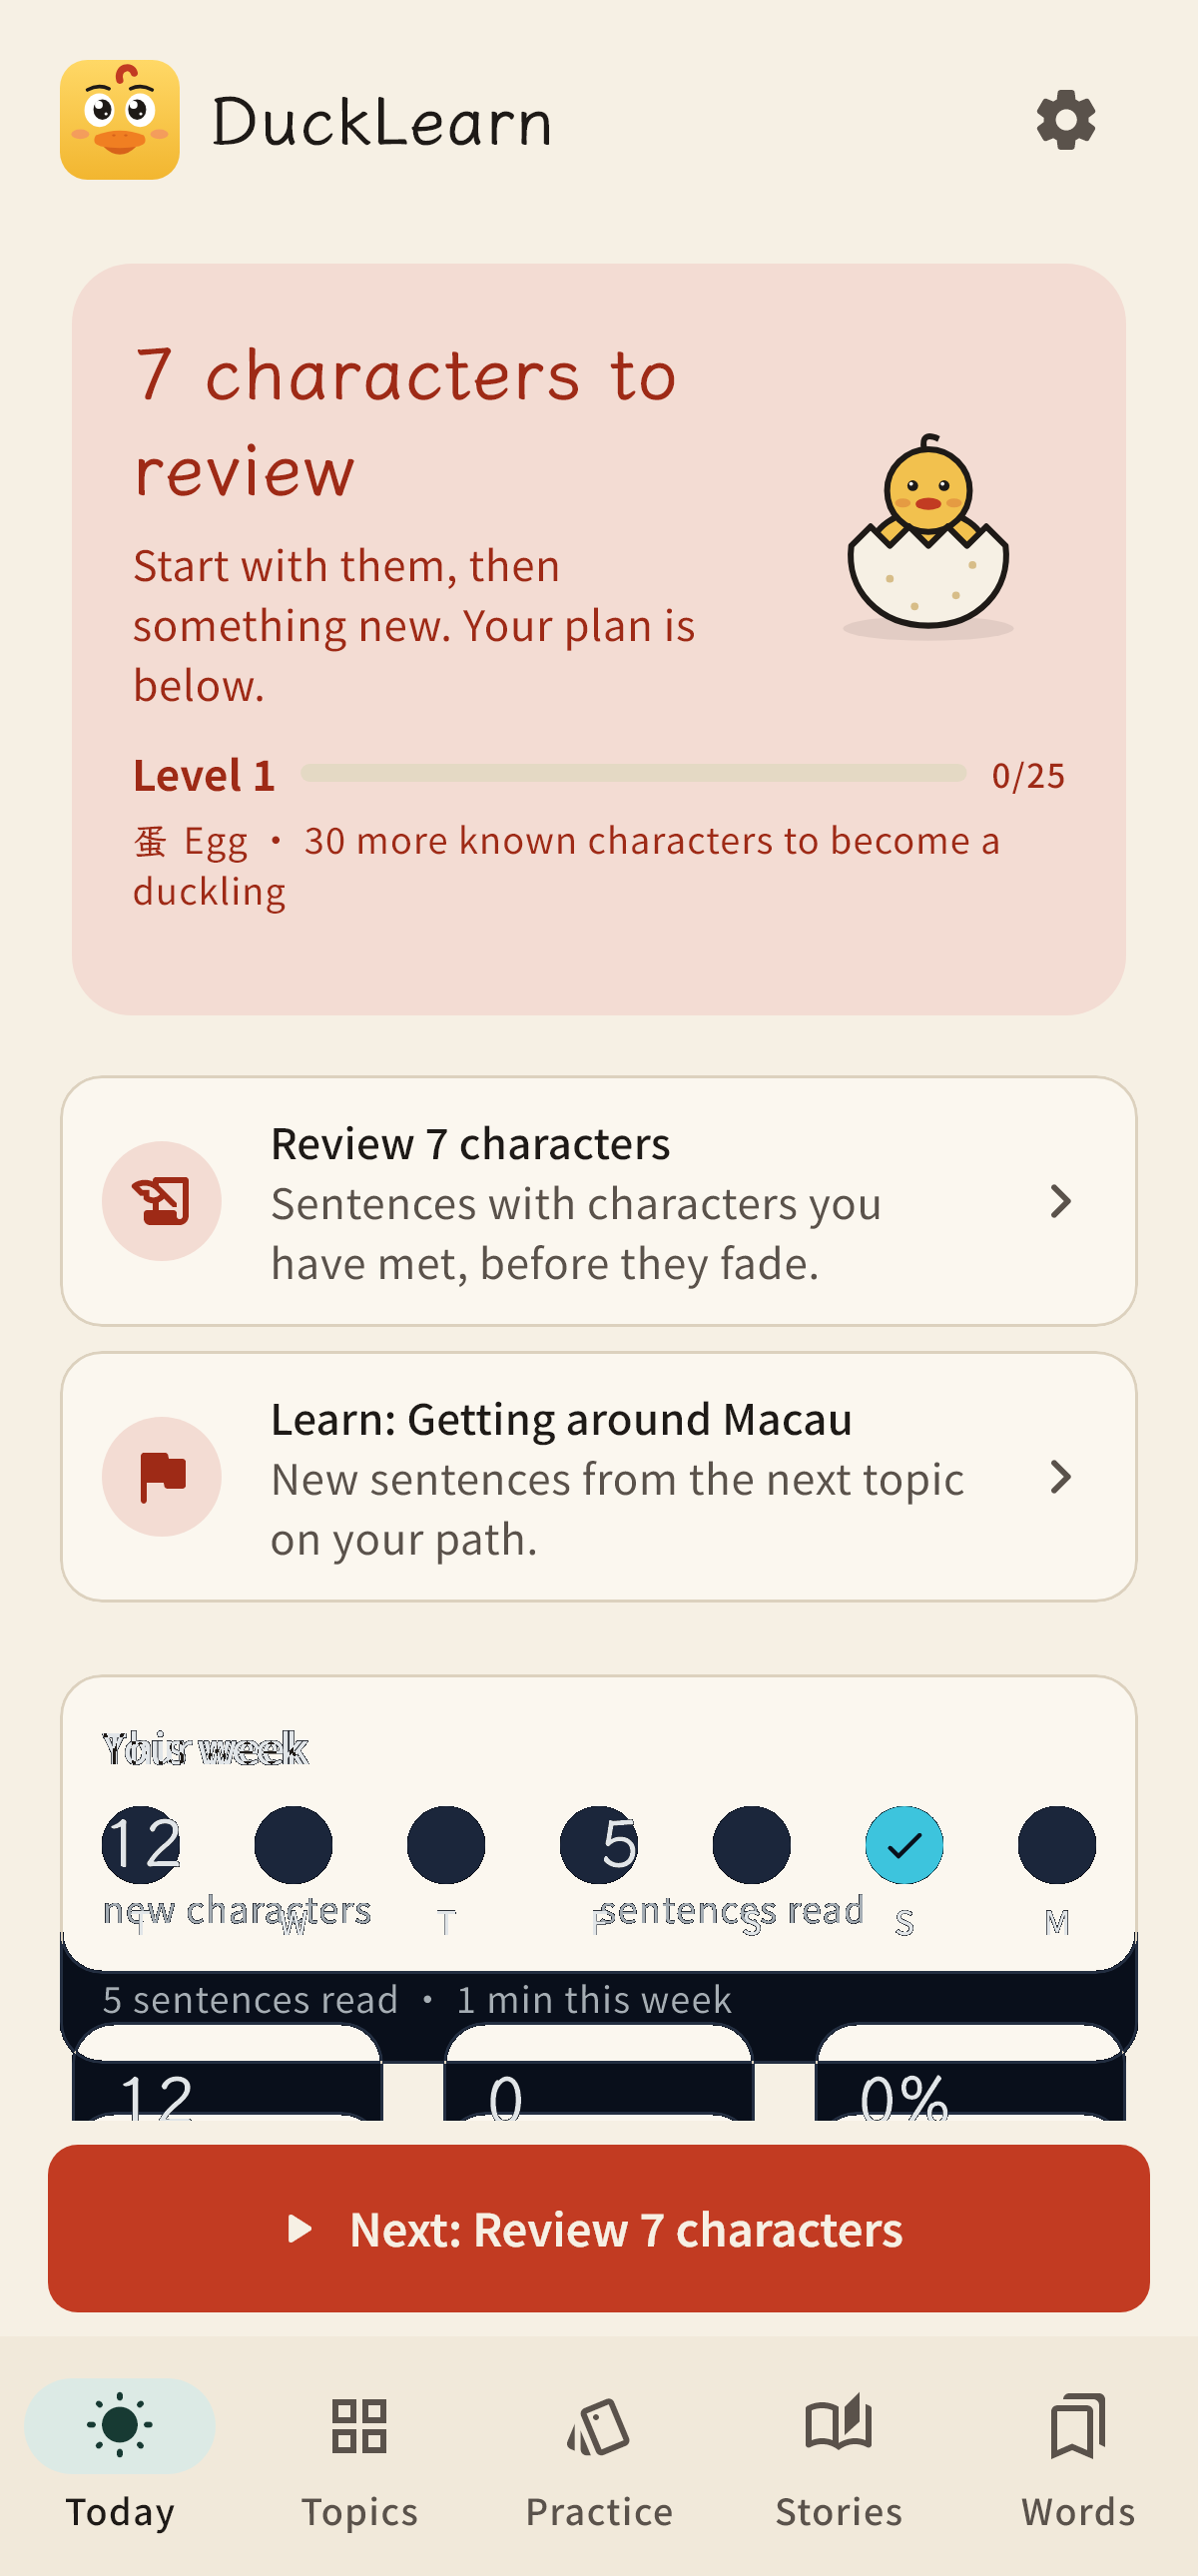 DuckLearn
7 characters to
review
Start with them, then
something new. Your plan is
below.
Level 1 0/25
蛋 Egg · 30 more known characters to become a
duckling
Review 7 characters
Sentences with characters you
have met, before they fade.
Learn: Getting around Macau
New sentences from the next topic
on your path.
week
12 5
new characters sentences read
T W T F S S M
5 sentences read · 1 min this week
12 0 0%
Next: Review 7 characters
Today Topics Practice Stories Words